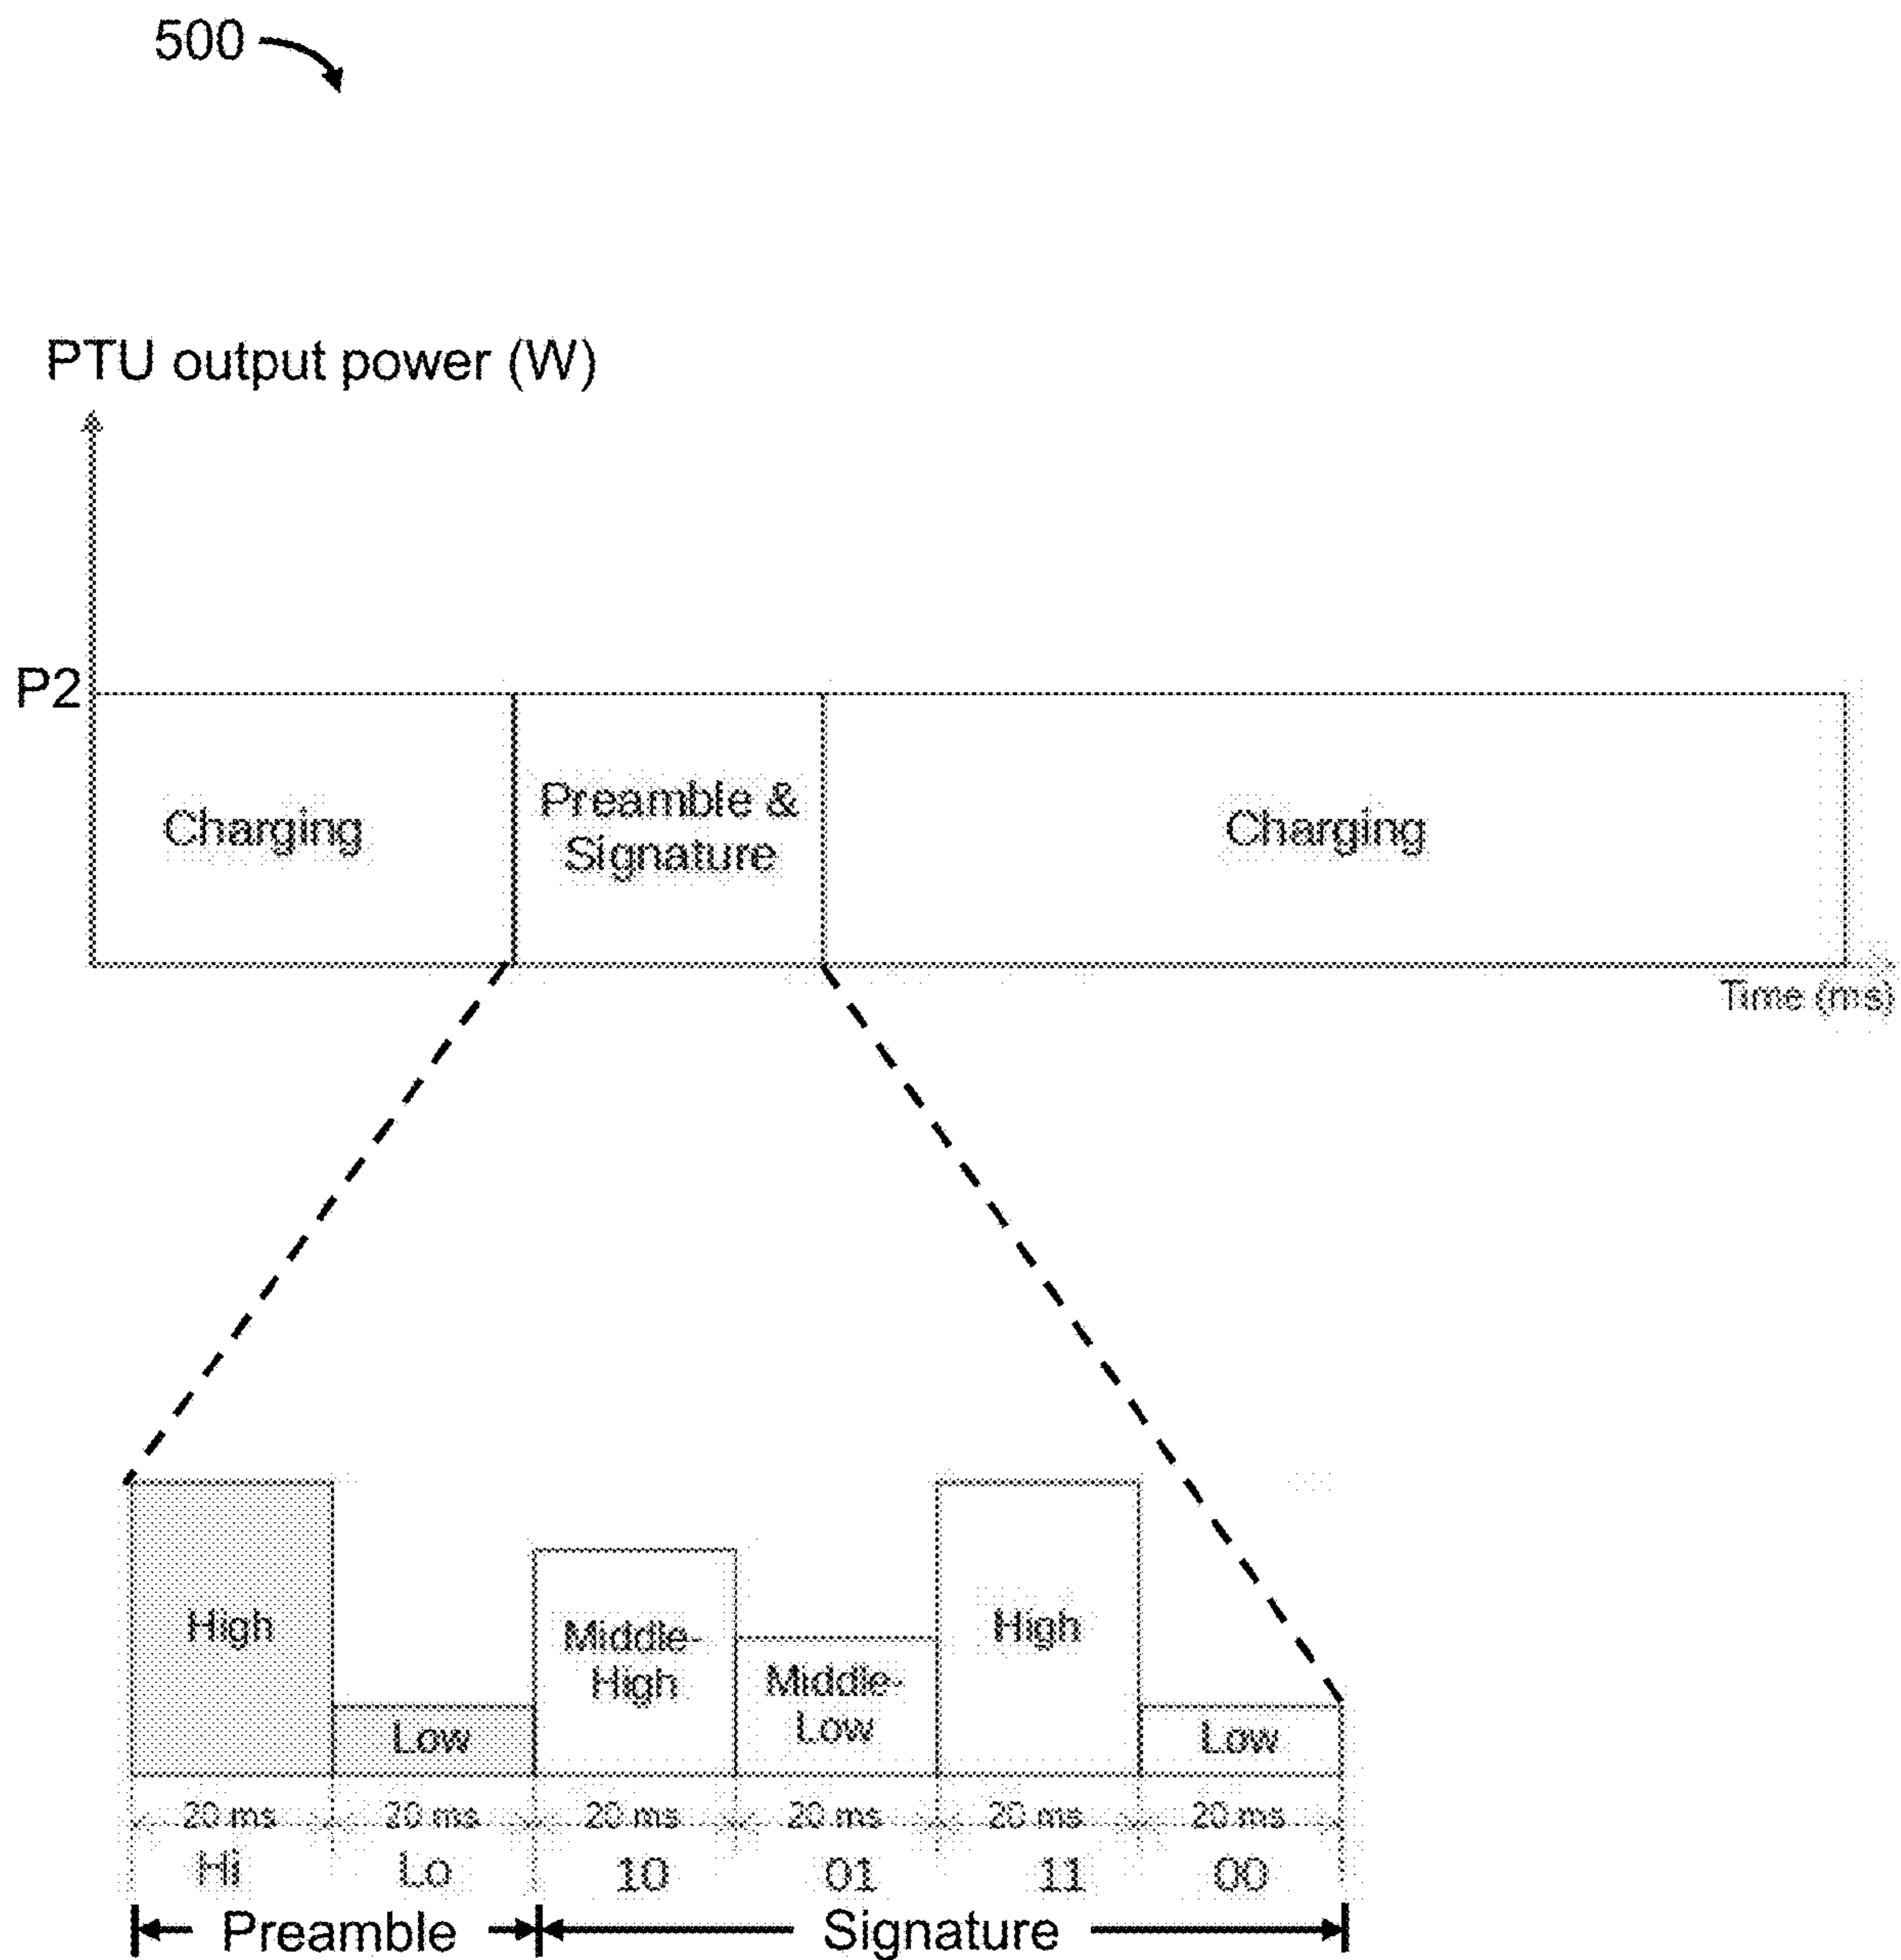 500
PTU output power (W)
P2
Charging
Preamble &
Signature
Charging
Time (ms)
High
Low
Middle-
High
Middle-
Low
High
Low
20 ms 20 ms 20 ms 20 ms 20 ms 20 ms
Hi Lo 10 01 11 00
Preamble Signature